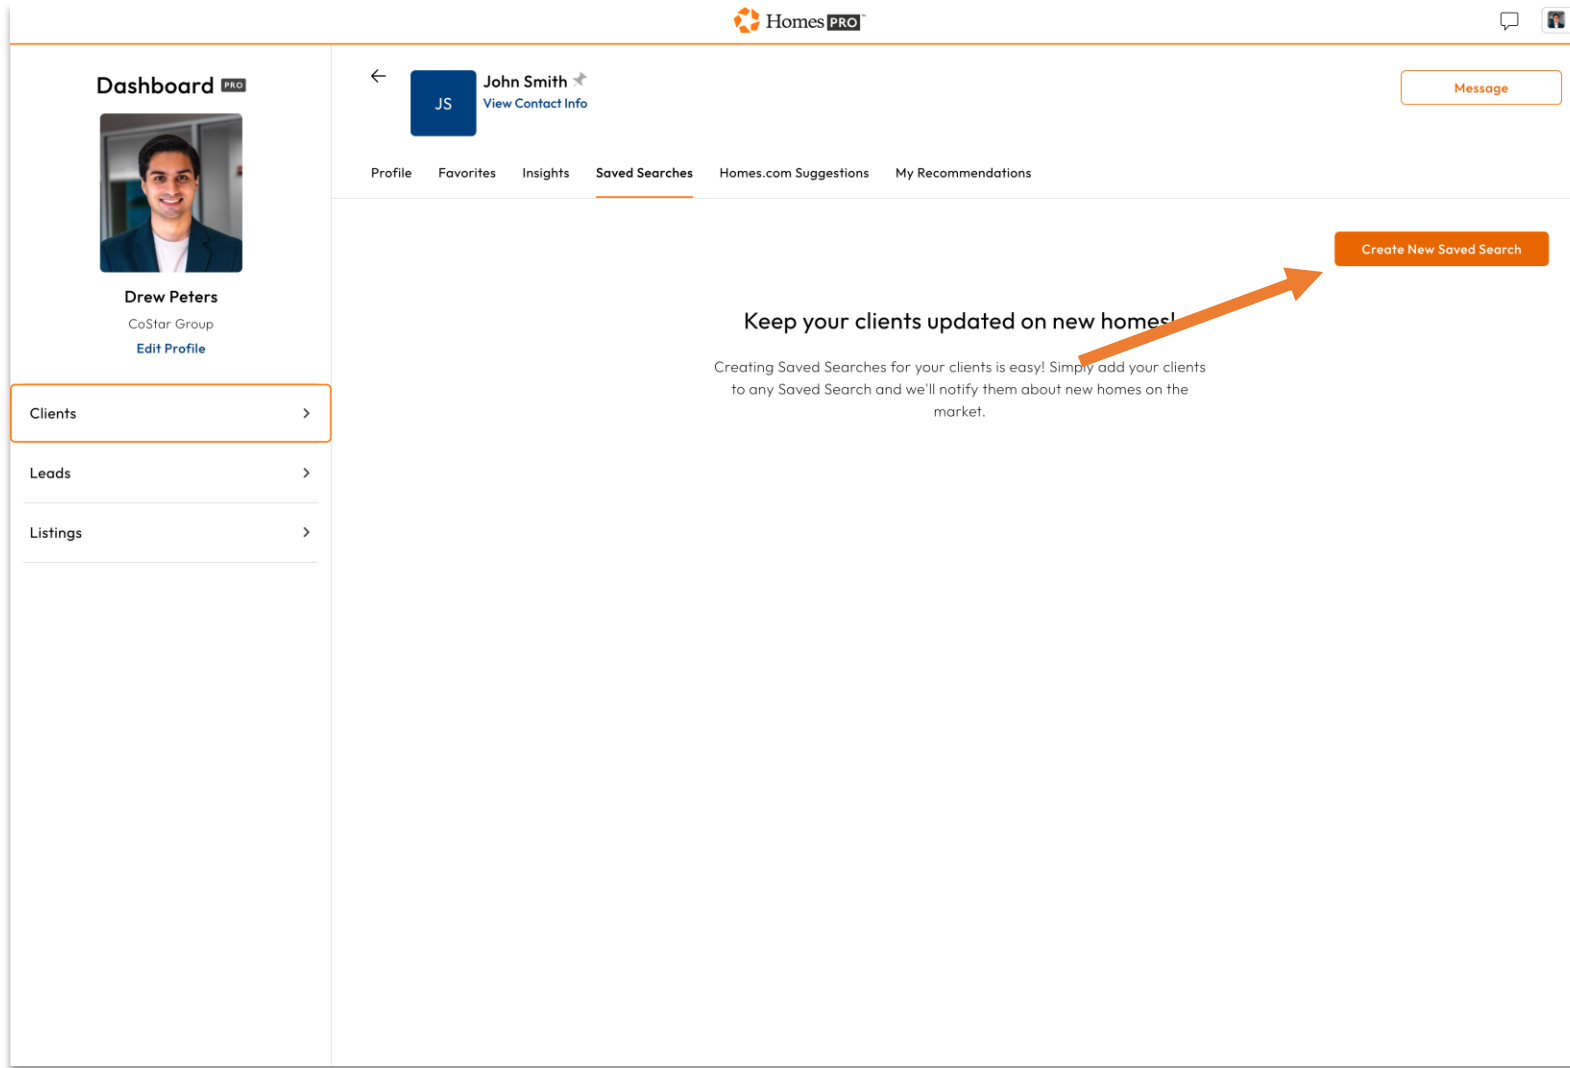 Homes PRO™
Dashboard PRO
Drew Peters
CoStar Group
Edit Profile
Clients
Leads
Listings
JS
John Smith
View Contact Info
Message
Profile Favorites Insights Saved Searches Homes.com Suggestions My Recommendations
Create New Saved Search
Keep your clients updated on new homes!
Creating Saved Searches for your clients is easy! Simply add your clients
to any Saved Search and we'll notify them about new homes on the
market.